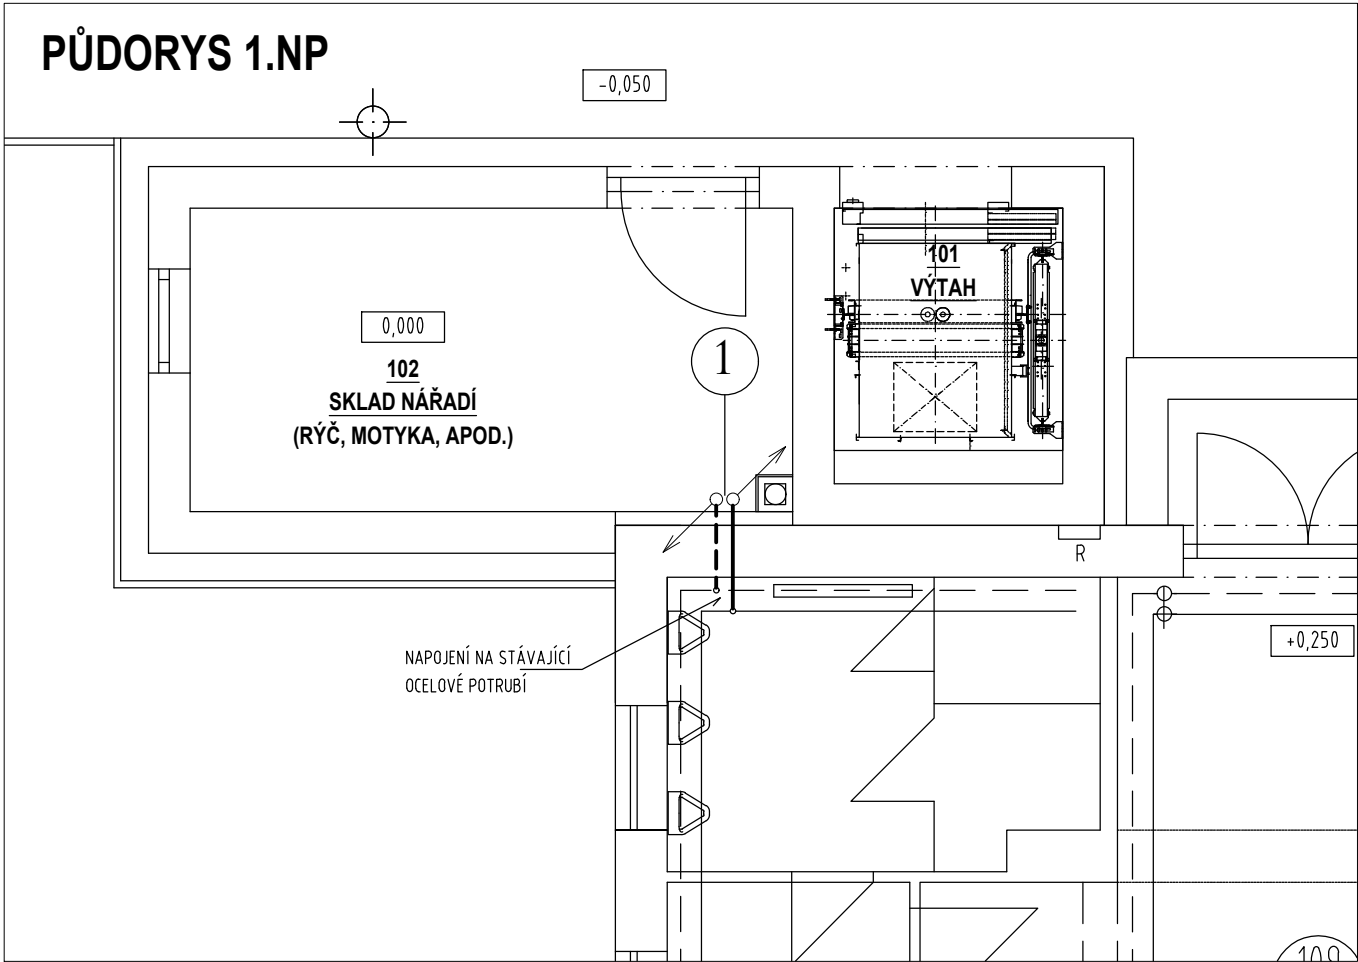 PŮDORYS 1.NP
-0,050
101
VÝTAH
0,000
102
SKLAD NÁŘADÍ
(RÝČ, MOTYKA, APOD.)
1
R
+0,250
NAPOJENÍ NA STÁVAJÍCÍ
OCELOVÉ POTRUBÍ
109